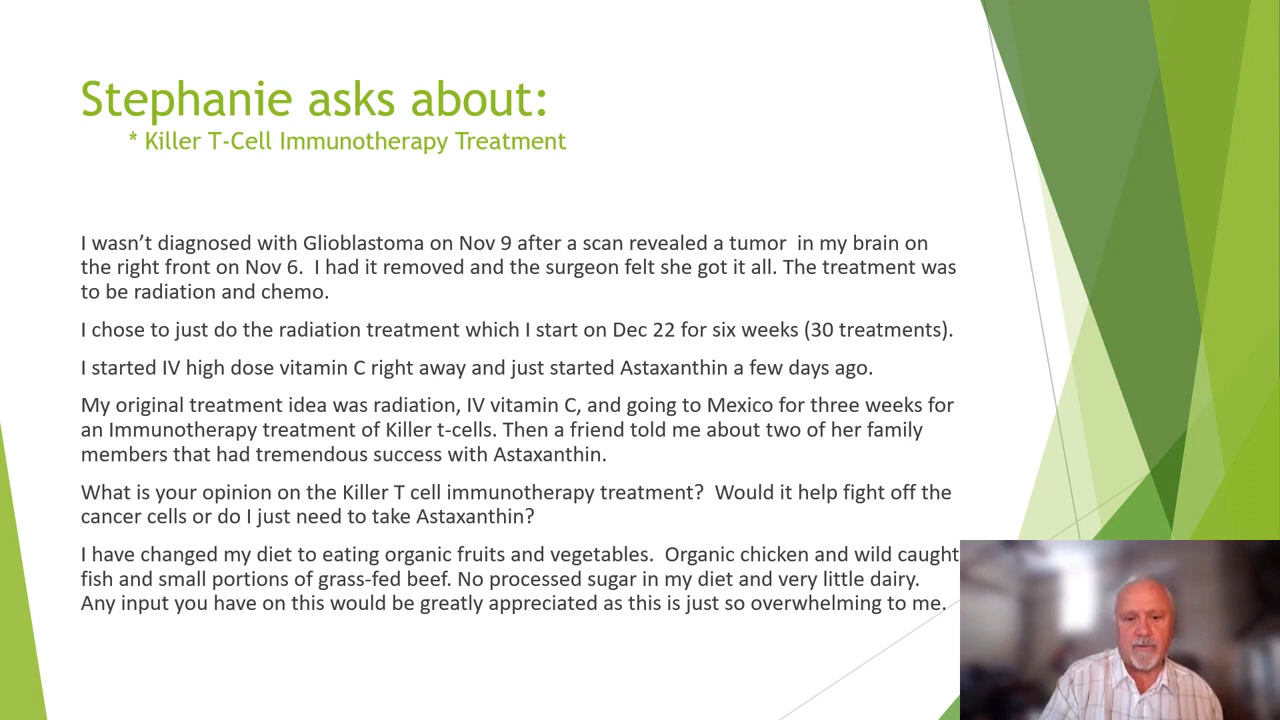 Stephanie asks about:
* Killer T-Cell Immunotherapy Treatment
I wasn’t diagnosed with Glioblastoma on Nov 9 after a scan revealed a tumor  in my brain on
the right front on Nov 6.  I had it removed and the surgeon felt she got it all. The treatment was
to be radiation and chemo.
I chose to just do the radiation treatment which I start on Dec 22 for six weeks (30 treatments).
I started IV high dose vitamin C right away and just started Astaxanthin a few days ago.
My original treatment idea was radiation, IV vitamin C, and going to Mexico for three weeks for
an Immunotherapy treatment of Killer t-cells. Then a friend told me about two of her family
members that had tremendous success with Astaxanthin.
What is your opinion on the Killer T cell immunotherapy treatment?  Would it help fight off the
cancer cells or do I just need to take Astaxanthin?
I have changed my diet to eating organic fruits and vegetables.  Organic chicken and wild caught
fish and small portions of grass-fed beef. No processed sugar in my diet and very little dairy.
Any input you have on this would be greatly appreciated as this is just so overwhelming to me.